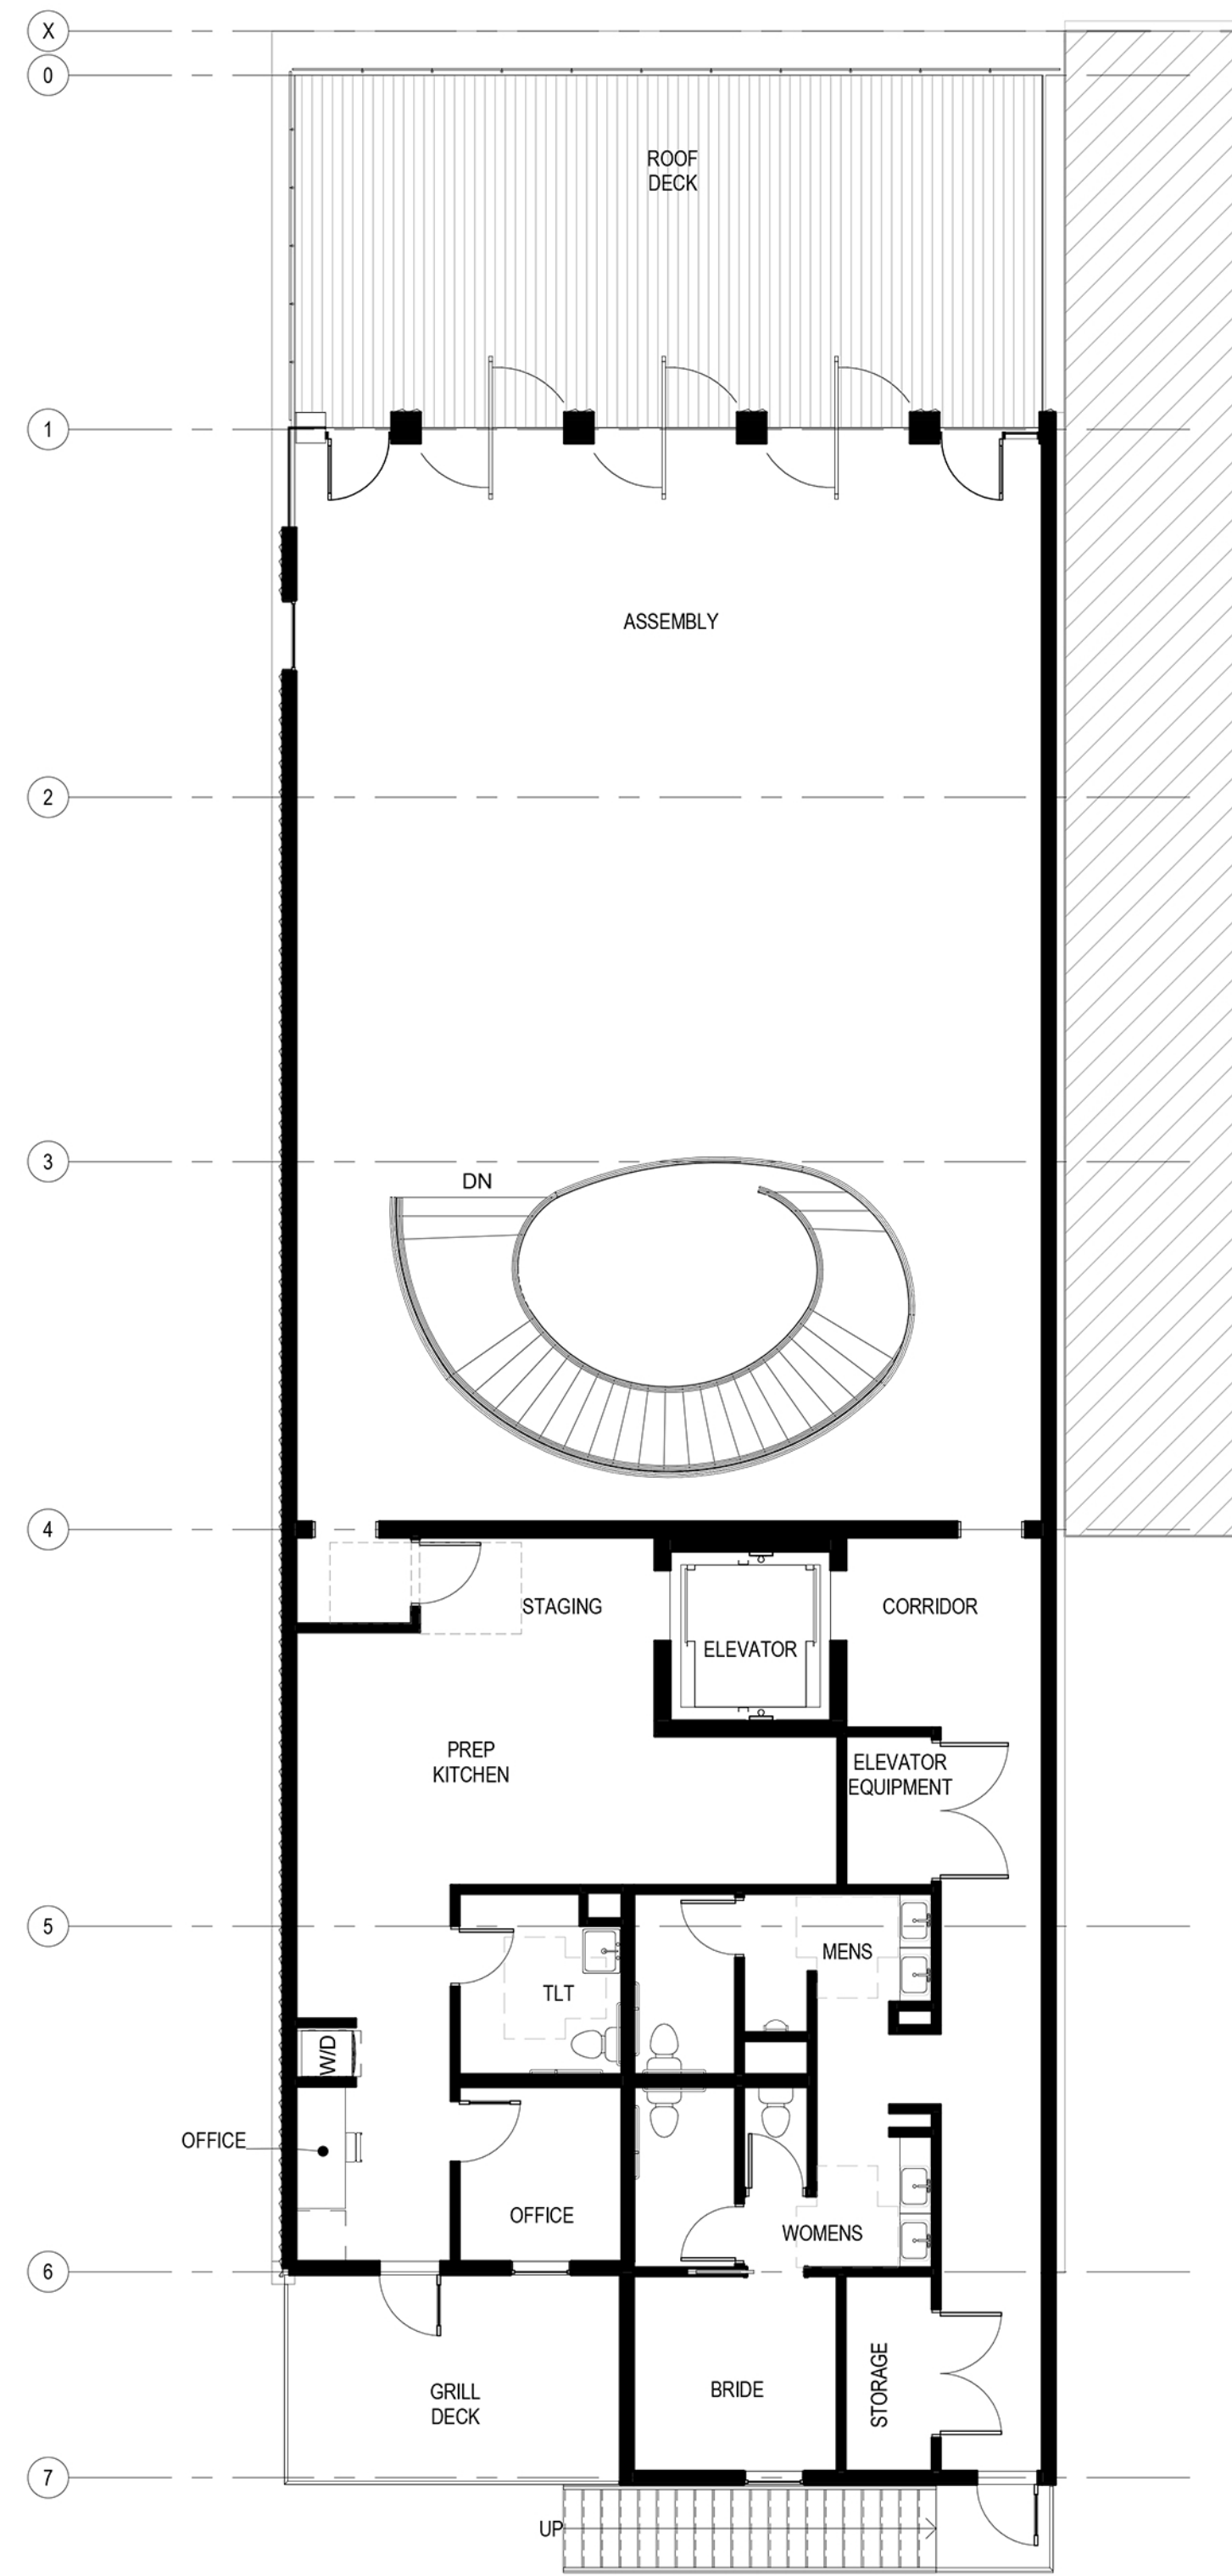 X
0
ROOF
DECK
1
ASSEMBLY
2
3
DN
4
STAGING
CORRIDOR
ELEVATOR
PREP
KITCHEN
ELEVATOR
EQUIPMENT
5
MENS
TLT
W/D
OFFICE
OFFICE
WOMENS
6
GRILL
DECK
BRIDE
STORAGE
7
UP